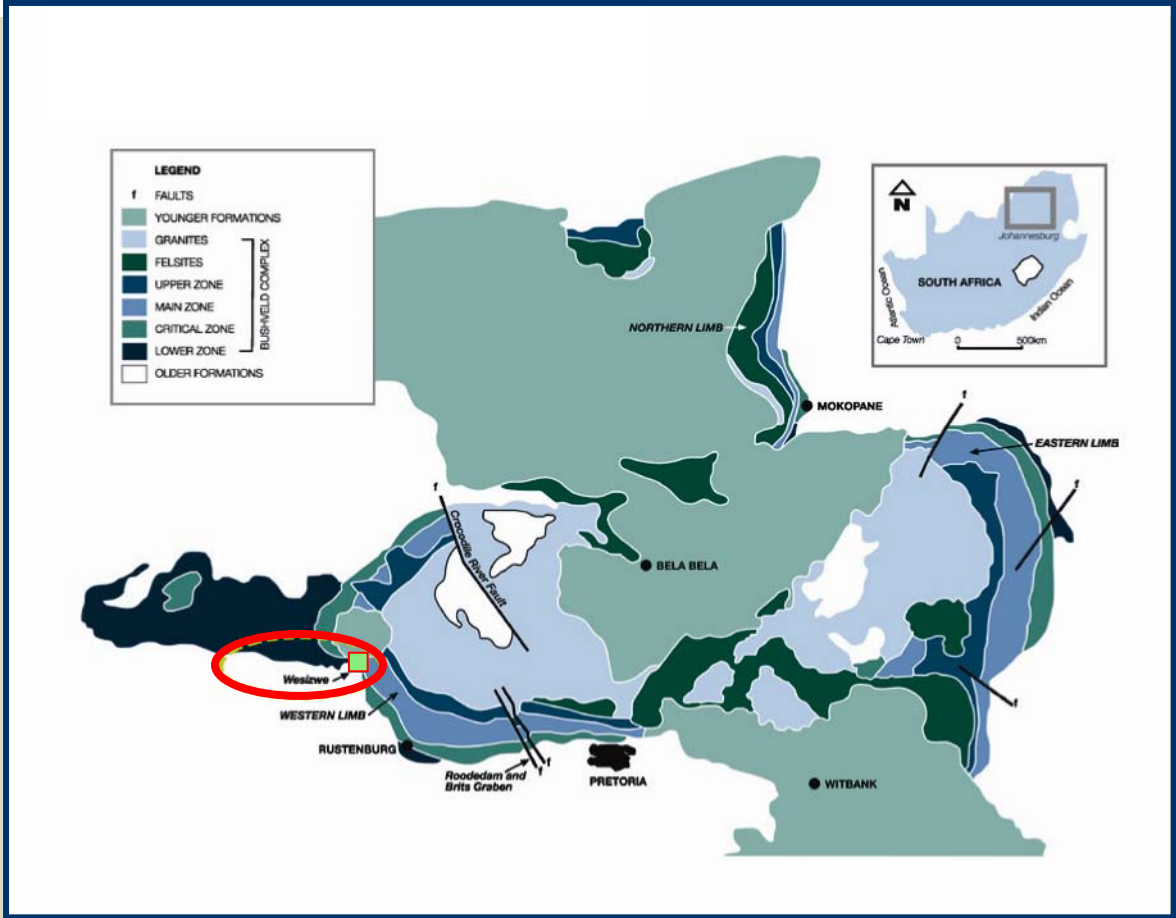 LEGEND
f FAULTS
YOUNGER FORMATIONS
GRANITES
FELSITES
UPPER ZONE
MAIN ZONE
CRITICAL ZONE
LOWER ZONE
BUSHVELD COMPLEX
OLDER FORMATIONS
N
Johannesburg
SOUTH AFRICA
Atlantic Ocean
Indian Ocean
Cape Town
0 500km
NORTHERN LIMB
MOKOPANE
f
EASTERN LIMB
f
f
Crocodile River Fault
BELA BELA
Wesizwe
WESTERN LIMB
f
RUSTENBURG
Roodedam and
Brits Graben
f
f
PRETORIA
WITBANK